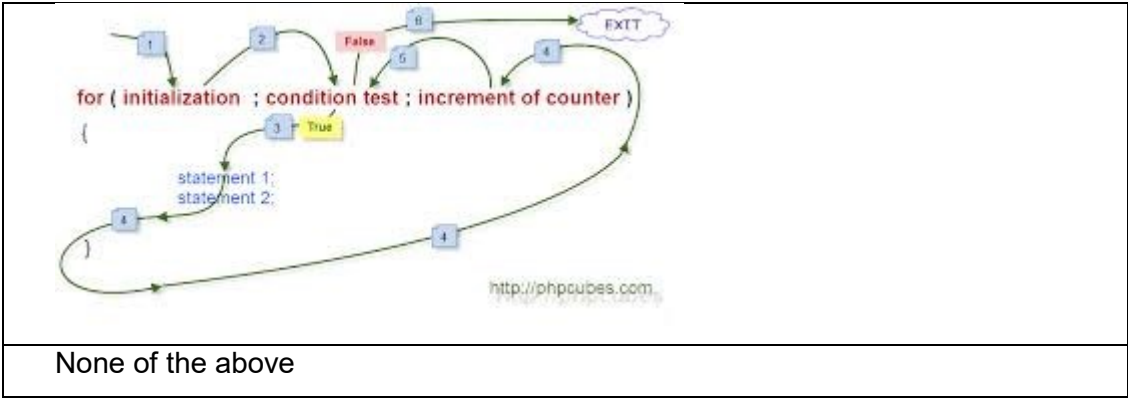 6
EXIT
1
2
False
5
4
for ( initialization ; condition test ; increment of counter )
{
3
True
statement 1;
statement 2;
4
4
}
http://phpcubes.com
None of the above